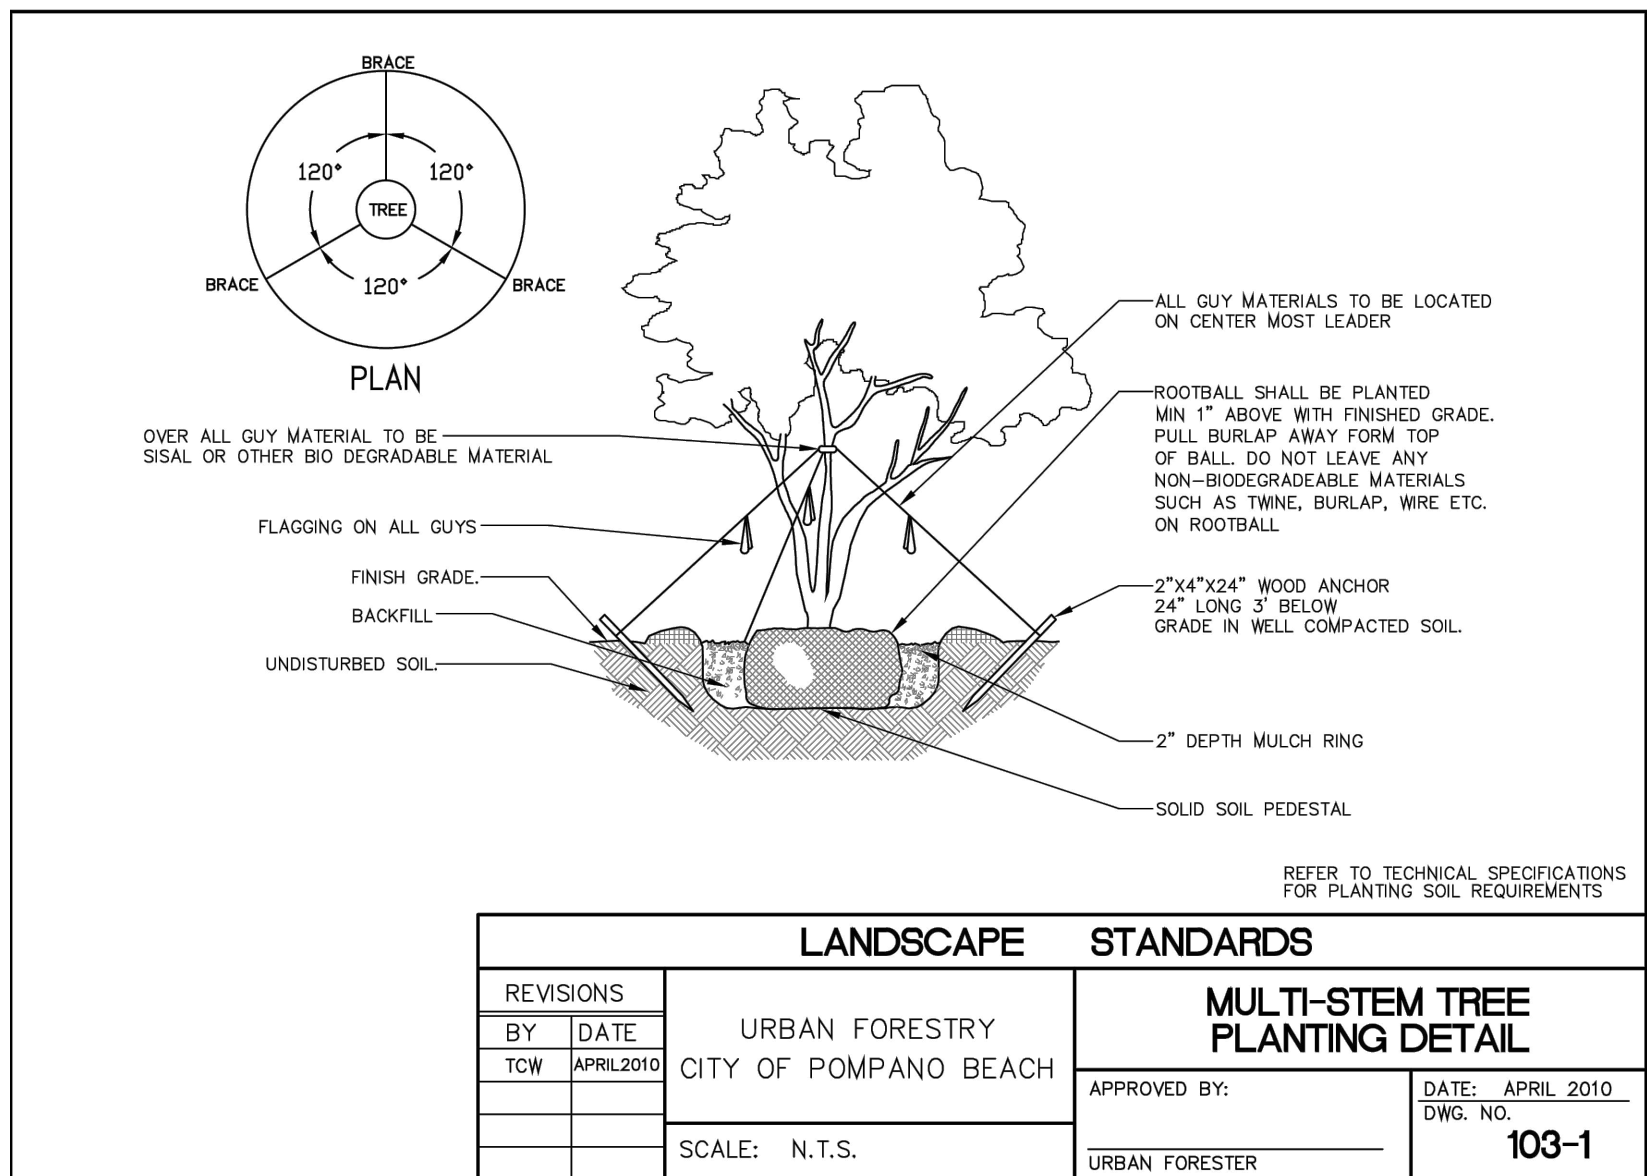 BRACE
120°
120°
TREE
120°
BRACE
BRACE
PLAN
ALL GUY MATERIALS TO BE LOCATED
ON CENTER MOST LEADER
ROOTBALL SHALL BE PLANTED
MIN 1" ABOVE WITH FINISHED GRADE.
PULL BURLAP AWAY FORM TOP
OF BALL. DO NOT LEAVE ANY
NON-BIODEGRADEABLE MATERIALS
SUCH AS TWINE, BURLAP, WIRE ETC.
ON ROOTBALL
OVER ALL GUY MATERIAL TO BE
SISAL OR OTHER BIO DEGRADABLE MATERIAL
FLAGGING ON ALL GUYS
FINISH GRADE.
BACKFILL
UNDISTURBED SOIL.
2"X4"X24" WOOD ANCHOR
24" LONG 3' BELOW
GRADE IN WELL COMPACTED SOIL.
2" DEPTH MULCH RING
SOLID SOIL PEDESTAL
REFER TO TECHNICAL SPECIFICATIONS
FOR PLANTING SOIL REQUIREMENTS
LANDSCAPE STANDARDS
REVISIONS
BY DATE
TCW APRIL2010
URBAN FORESTRY
CITY OF POMPANO BEACH
SCALE: N.T.S.
MULTI-STEM TREE
PLANTING DETAIL
APPROVED BY:
URBAN FORESTER
DATE: APRIL 2010
DWG. NO.
103-1